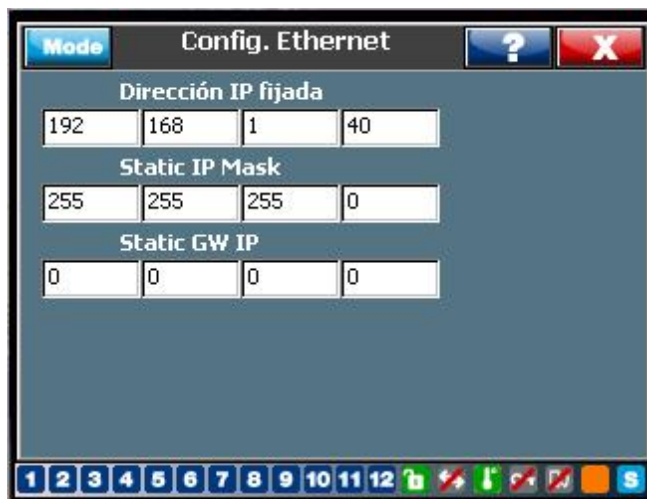 Mode Config. Ethernet ? X
Dirección IP fijada
192 168 1 40
Static IP Mask
255 255 255 0
Static GW IP
0 0 0 0
1 2 3 4 5 6 7 8 9 10 11 12 S